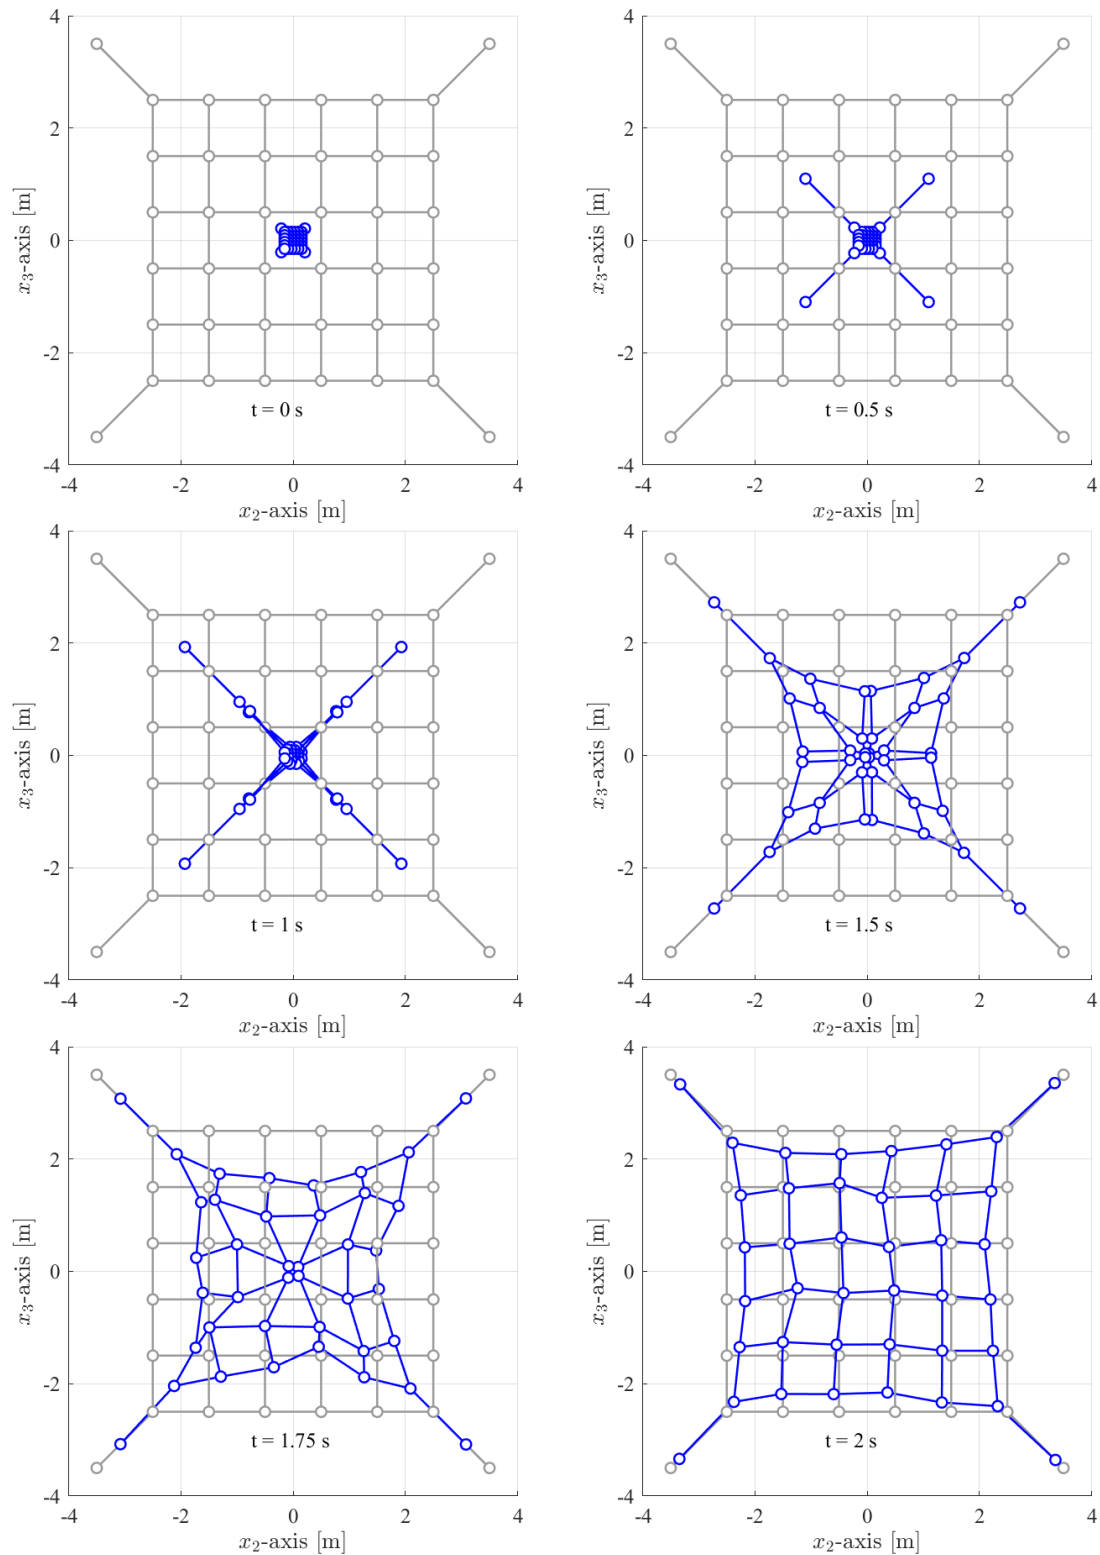 4
2
0
-2
-4
x₃-axis [m]
t = 0 s
-4 -2 0 2 4
x₂-axis [m]
4
2
0
-2
-4
x₃-axis [m]
t = 0.5 s
-4 -2 0 2 4
x₂-axis [m]
4
2
0
-2
-4
x₃-axis [m]
t = 1 s
-4 -2 0 2 4
x₂-axis [m]
4
2
0
-2
-4
x₃-axis [m]
t = 1.5 s
-4 -2 0 2 4
x₂-axis [m]
4
2
0
-2
-4
x₃-axis [m]
t = 1.75 s
-4 -2 0 2 4
x₂-axis [m]
4
2
0
-2
-4
x₃-axis [m]
t = 2 s
-4 -2 0 2 4
x₂-axis [m]